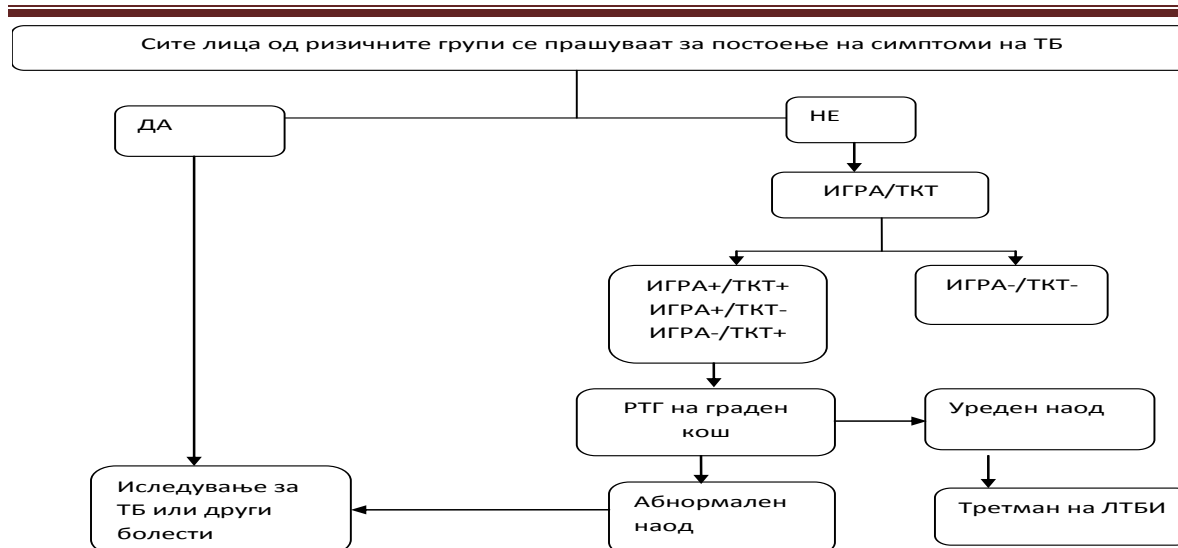 Сите лица од ризичните групи се прашуваат за постоење на симптоми на ТБ
ДА
НЕ
ИГРА/ТКТ
ИГРА+/ТКТ+
ИГРА+/ТКТ-
ИГРА-/ТКТ+
ИГРА-/ТКТ-
РТГ на граден
кош
Уреден наод
Иследување за
ТБ или други
болести
Абнормален
наод
Третман на ЛТБИ